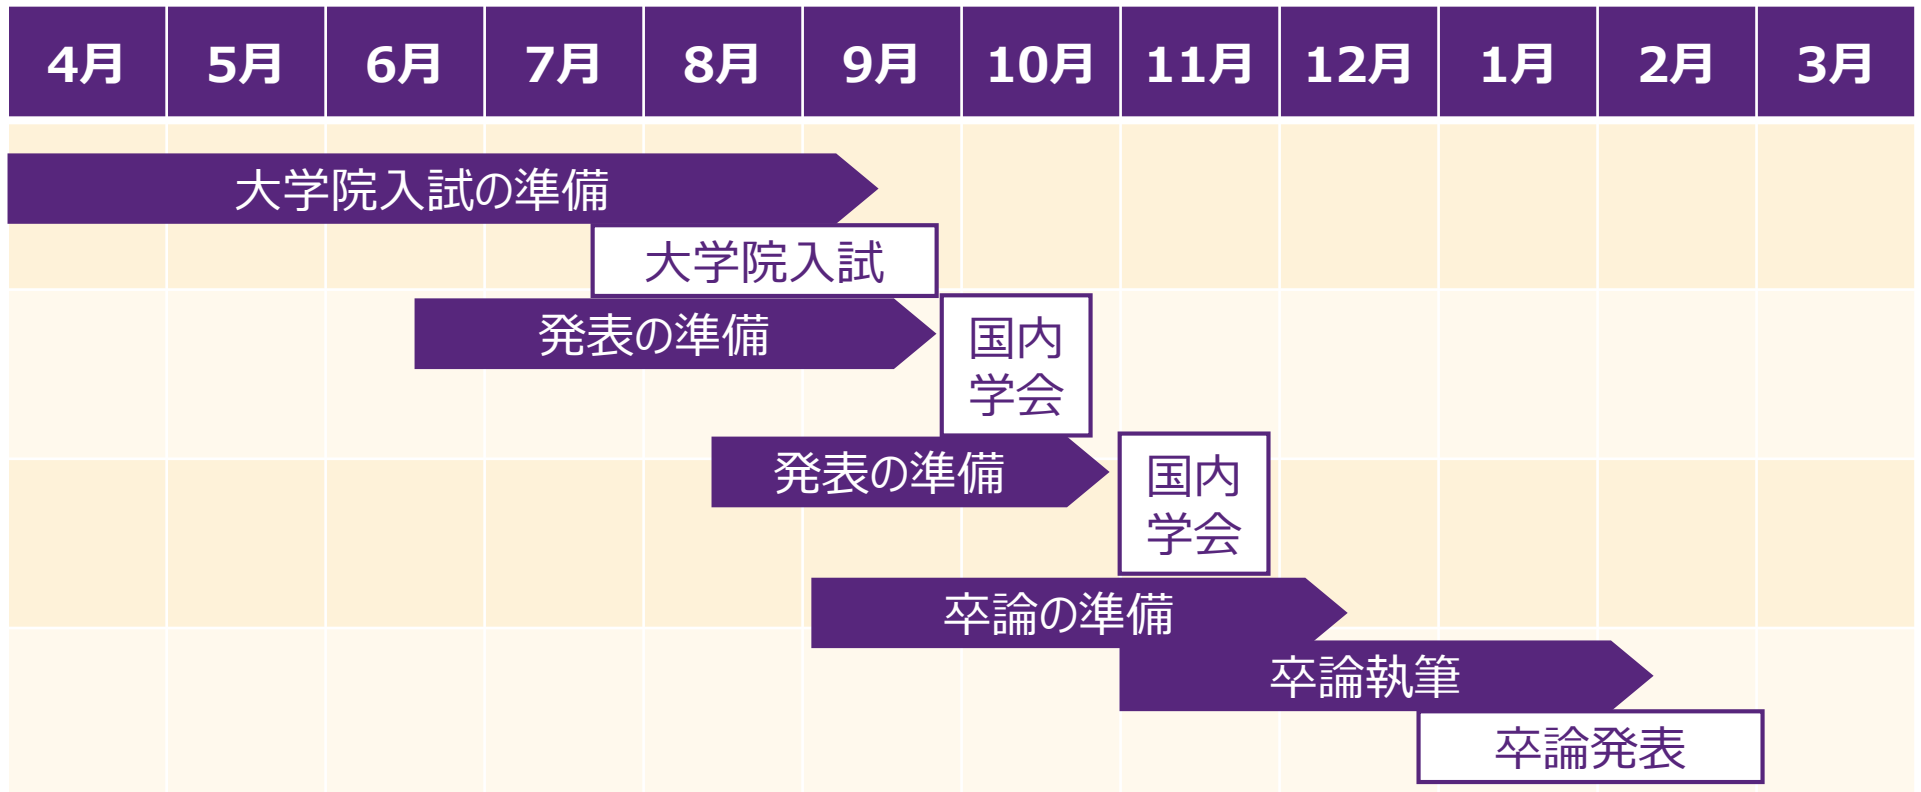 4月 5月 6月 7月 8月 9月 10月 11月 12月 1月 2月 3月
大学院入試の準備
大学院入試
発表の準備
国内
学会
発表の準備
国内
学会
卒論の準備
卒論執筆
卒論発表